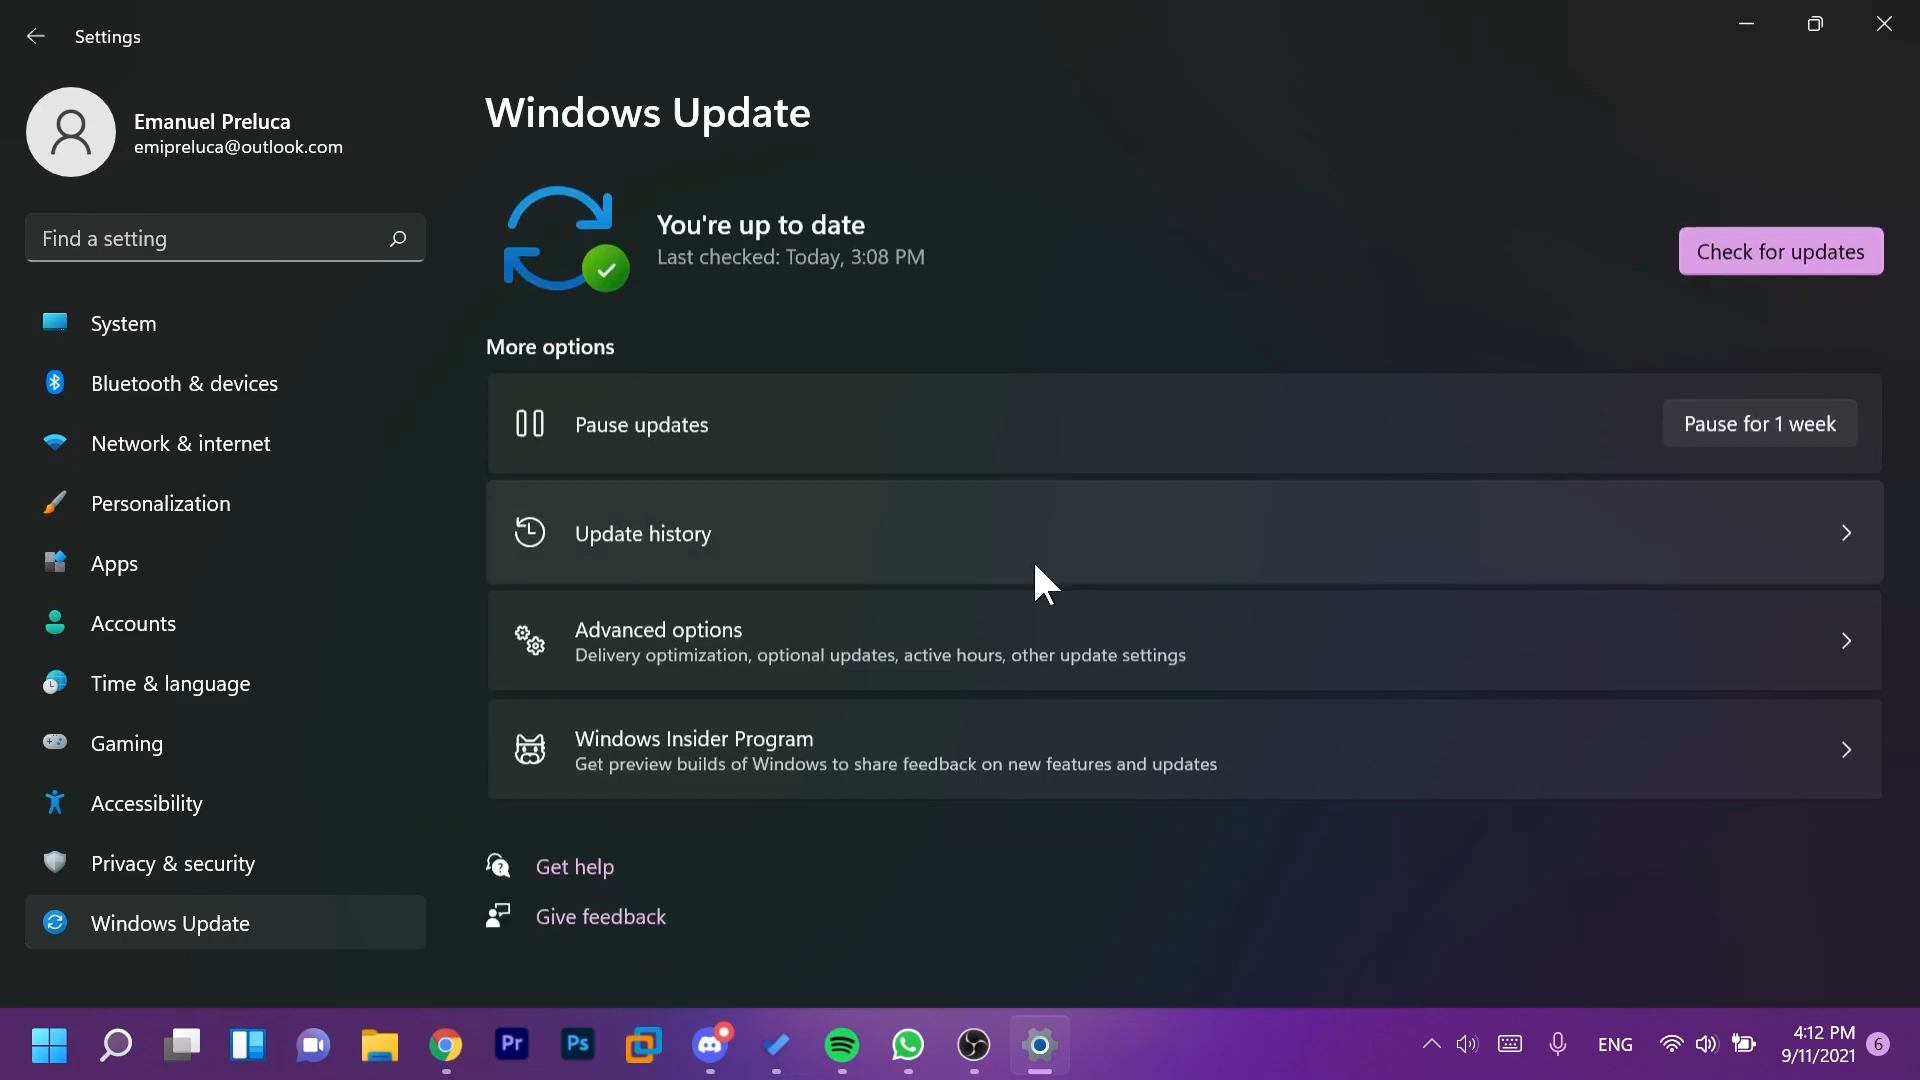 Settings
Emanuel Preluca
emipreluca@outlook.com
Find a setting
System
Bluetooth & devices
Network & internet
Personalization
Apps
Accounts
Time & language
Gaming
Accessibility
Privacy & security
Windows Update
Windows Update
You're up to date
Last checked: Today, 3:08 PM
Check for updates
More options
Pause updates
Pause for 1 week
Update history
Advanced options
Delivery optimization, optional updates, active hours, other update settings
Windows Insider Program
Get preview builds of Windows to share feedback on new features and updates
Get help
Give feedback
Pr
Ps
ENG
4:12 PM
9/11/2021
6